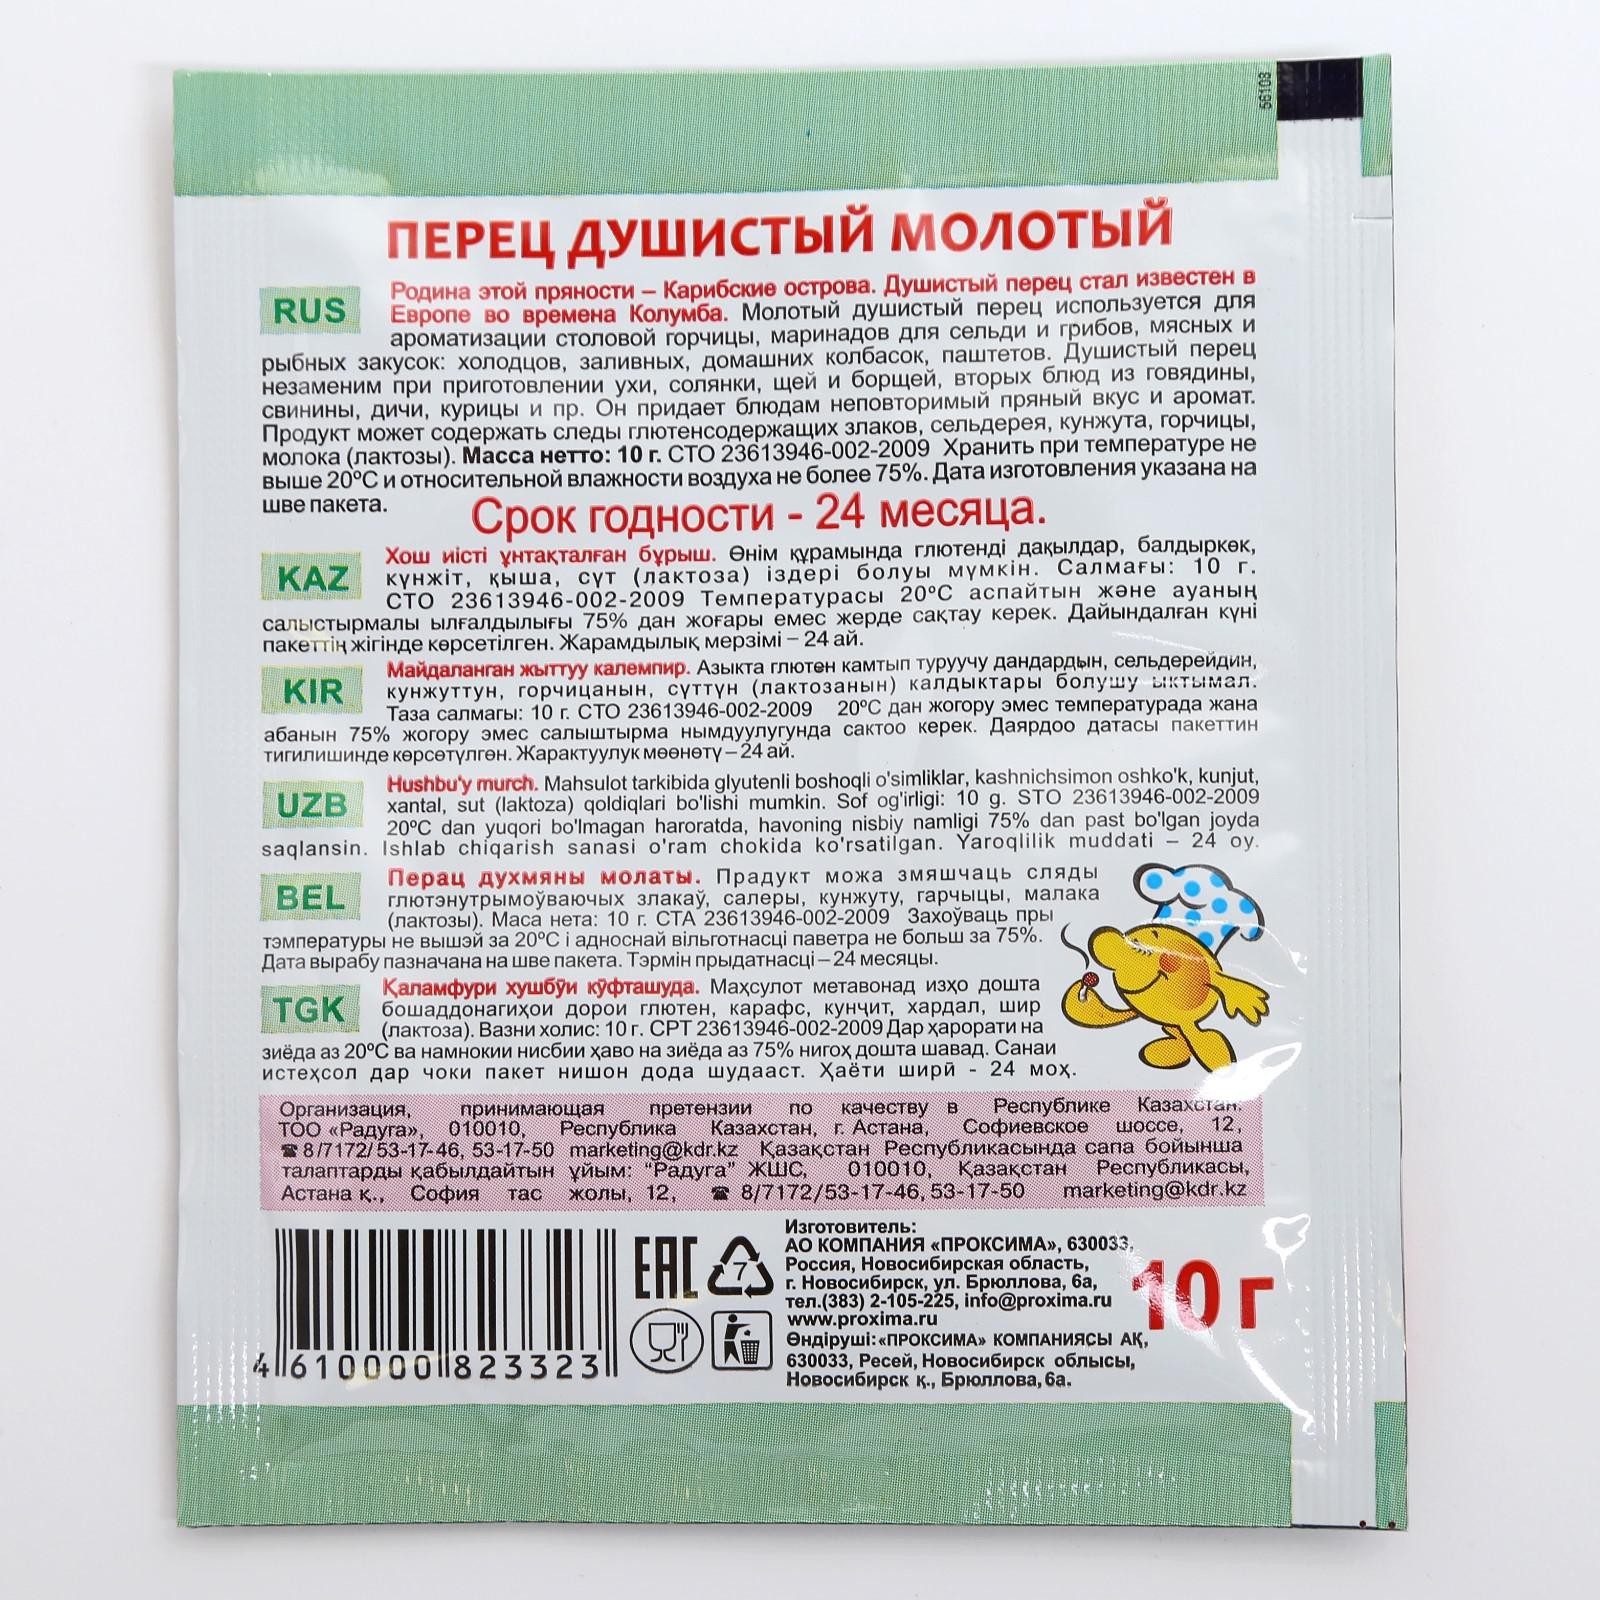 56108
ПЕРЕЦ ДУШИСТЫЙ МОЛОТЫЙ
RUS
Родина этой пряности – Карибские острова. Душистый перец стал известен в
Европе во времена Колумба. Молотый душистый перец используется для
ароматизации столовой горчицы, маринадов для сельди и грибов, мясных и
рыбных закусок: холодцов, заливных, домашних колбасок, паштетов. Душистый перец
незаменим при приготовлении ухи, солянки, щей и борщей, вторых блюд из говядины,
свинины, дичи, курицы и пр. Он придает блюдам неповторимый пряный вкус и аромат.
Продукт может содержать следы глютенсодержащих злаков, сельдерея, кунжута, горчицы,
молока (лактозы). Масса нетто: 10 г. СТО 23613946-002-2009 Хранить при температуре не
выше 20ºС и относительной влажности воздуха не более 75%. Дата изготовления указана на
шве пакета.
Срок годности - 24 месяца.
KAZ
Хош иісті ұнтақталған бұрыш. Өнім құрамында глютенді дақылдар, балдыркөк,
күнжіт, қыша, сүт (лактоза) іздері болуы мүмкін. Салмағы: 10 г.
СТО 23613946-002-2009 Температурасы 20ºС аспайтын және ауаның
салыстырмалы ылғалдылығы 75% дан жоғары емес жерде сақтау керек. Дайындалған күні
пакеттің жігінде көрсетілген. Жарамдылық мерзімі – 24 ай.
KIR
Майдаланган жыттуу калемпир. Азыкта глютен камтып туруучу дандардын, сельдерейдин,
кунжуттун, горчицанын, сүттүн (лактозанын) калдыктары болушу ыктымал.
Таза салмагы: 10 г. СТО 23613946-002-2009 20ºС дан жогору эмес температурада жана
абанын 75% жогору эмес салыштырма нымдуулугунда сактоо керек. Даярдоо датасы пакеттин
тигилишинде көрсөтүлгөн. Жарактуулук мөөнөтү – 24 ай.
UZB
Hushbu'y murch. Mahsulot tarkibida glyutenli boshoqli o'simliklar, kashnichsimon oshko'k, kunjut,
xantal, sut (laktoza) qoldiqlari bo'lishi mumkin. Sof og'irligi: 10 g. STO 23613946-002-2009
20ºC dan yuqori bo'lmagan haroratda, havoning nisbiy namligi 75% dan past bo'lgan joyda
saqlansin. Ishlab chiqarish sanasi o'ram chokida ko'rsatilgan. Yaroqlilik muddati – 24 oy.
BEL
Перац духмяны молаты. Прадукт можа змяшчаць сляды
глютэнутрымоўваючых злакаў, салеры, кунжуту, гарчыцы, малака
(лактозы). Маса нета: 10 г. СТА 23613946-002-2009 Захоўваць пры
тэмпературы не вышэй за 20ºС і адноснай вільготнасці паветра не больш за 75%.
Дата вырабу пазначана на шве пакета. Тэрмін прыдатнасці – 24 месяцы.
TGK
Қаламфури хушбӯи кӯфташуда. Маҳсулот метавонад изҳо дошта
бошаддонагиҳои дорои глютен, карафс, кунҷит, хардал, шир
(лактоза). Вазни холис: 10 г. СРТ 23613946-002-2009 Дар ҳарорати на
зиёда аз 20ºС ва намнокии нисбии ҳаво на зиёда аз 75% нигоҳ дошта шавад. Санаи
истеҳсол дар чоки пакет нишон дода шудааст. Ҳаёти ширӣ - 24 моҳ.
Организация, принимающая претензии по качеству в Республике Казахстан:
ТОО «Радуга», 010010, Республика Казахстан, г. Астана, Софиевское шоссе, 12,
☎ 8/7172/ 53-17-46, 53-17-50 marketing@kdr.kz Қазақстан Республикасында сапа бойынша
талаптарды қабылдайтын ұйым: “Радуга” ЖШС, 010010, Қазақстан Республикасы,
Астана қ., София тас жолы, 12, ☎ 8/7172/53-17-46, 53-17-50 marketing@kdr.kz
4 610000 823323
EAC
7
Изготовитель:
АО КОМПАНИЯ «ПРОКСИМА», 630033,
Россия, Новосибирская область,
г. Новосибирск, ул. Брюллова, 6а,
тел.(383) 2-105-225, info@proxima.ru
www.proxima.ru
Өндіруші: «ПРОКСИМА» КОМПАНИЯСЫ АҚ,
630033, Ресей, Новосибирск облысы,
Новосибирск қ., Брюллова, 6а.
10 г